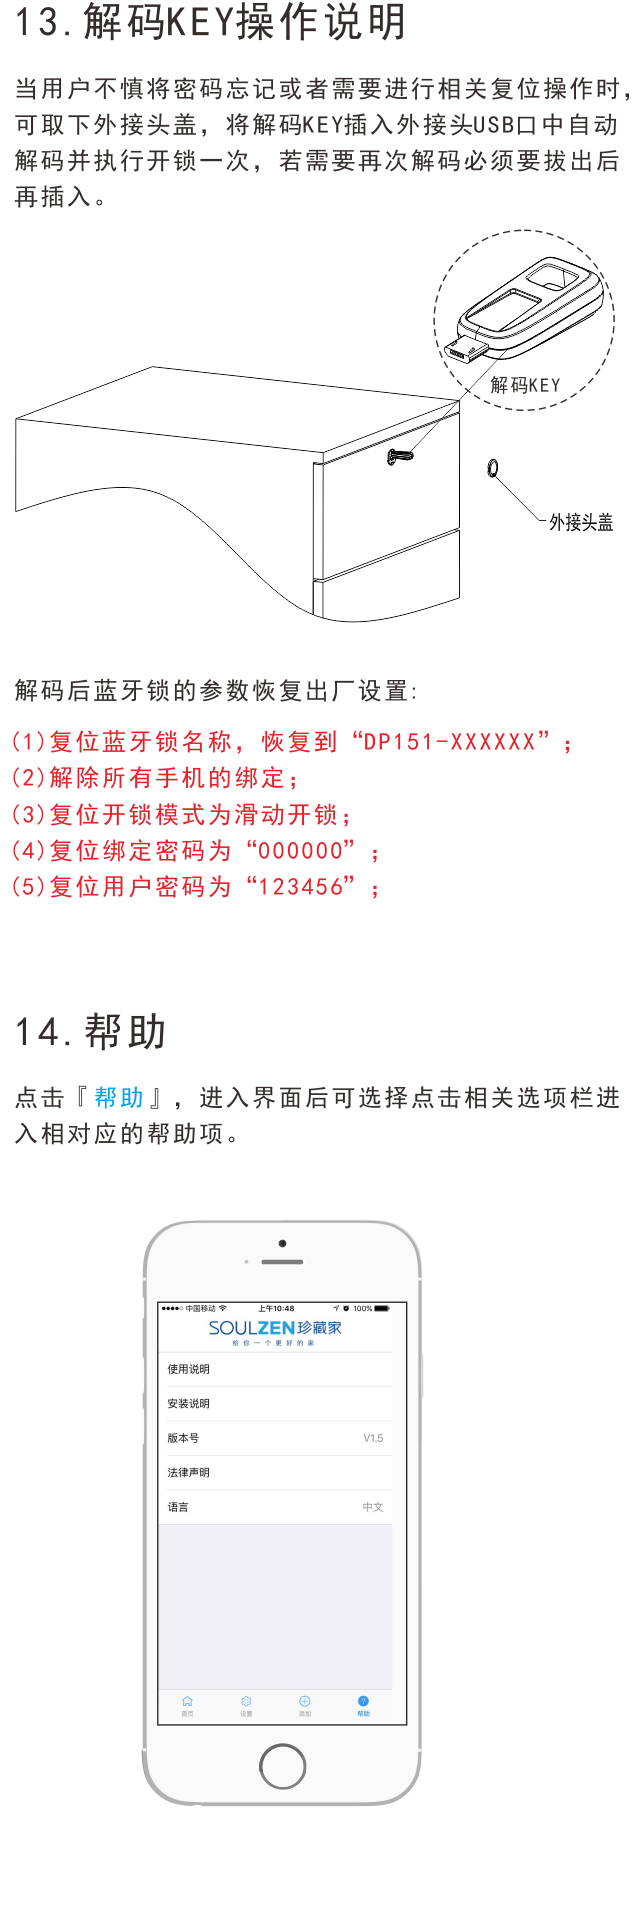 13.解码KEY操作说明
当用户不慎将密码忘记或者需要进行相关复位操作时，
可取下外接头盖，将解码KEY插入外接头USB口中自动
解码并执行开锁一次，若需要再次解码必须要拔出后
再插入。
解码KEY
外接头盖
解码后蓝牙锁的参数恢复出厂设置:
(1)复位蓝牙锁名称，恢复到“DP151-XXXXXX”；
(2)解除所有手机的绑定；
(3)复位开锁模式为滑动开锁；
(4)复位绑定密码为“000000”；
(5)复位用户密码为“123456”；
14.帮助
点击『帮助』，进入界面后可选择点击相关选项栏进
入相对应的帮助项。
中国移动 上午10:48 100%
SOULZEN珍藏家
给你一个更好的家
使用说明
安装说明
版本号 V1.5
法律声明
语言 中文
首页 设置 添加 帮助